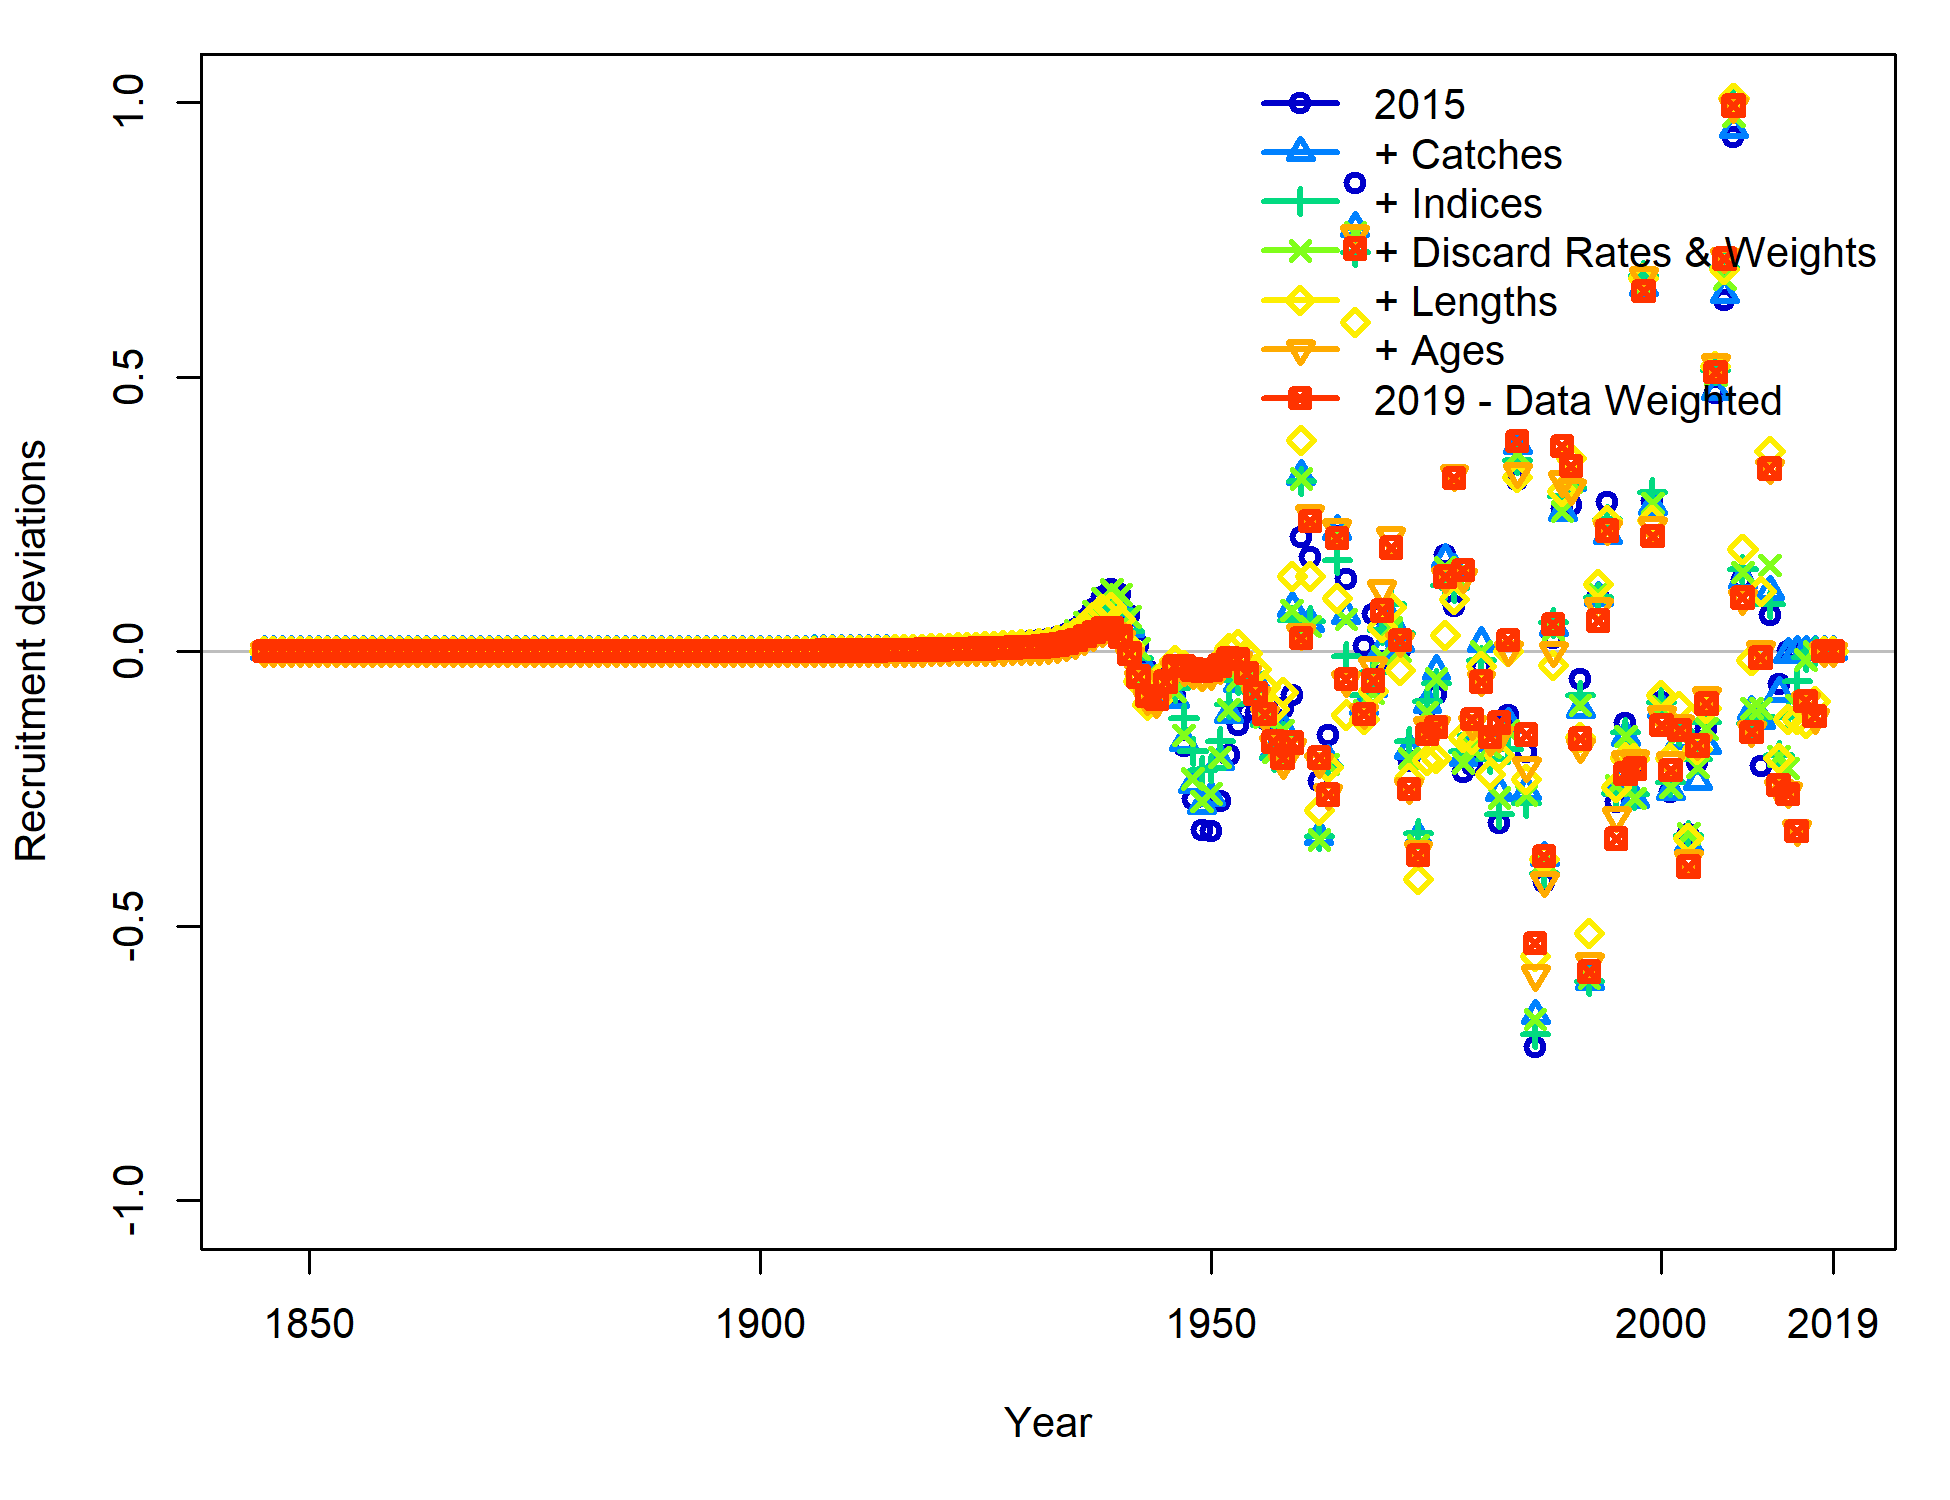 2015
+ Catches
+ Indices
+ Discard Rates & Weights
+ Lengths
+ Ages
2019 - Data Weighted
Recruitment deviations
1.0
0.5
0.0
-0.5
-1.0
1850 1900 1950 2000 2019
Year